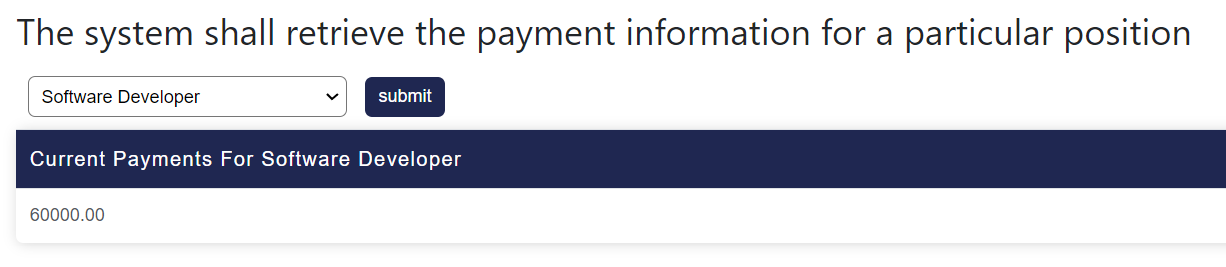 The system shall retrieve the payment information for a particular position
Software Developer
submit
Current Payments For Software Developer
60000.00